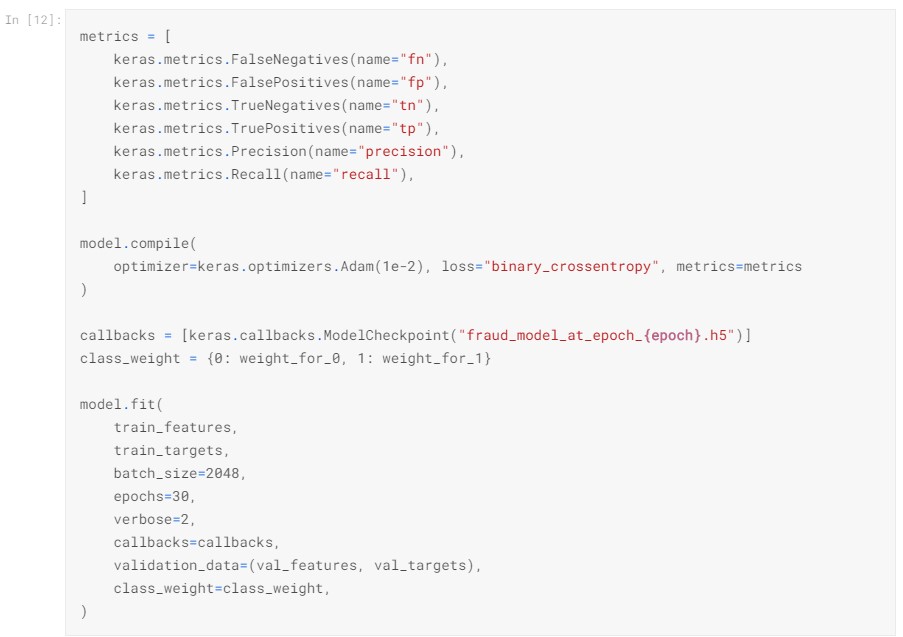 In [12]:
metrics = [
    keras.metrics.FalseNegatives(name="fn"),
    keras.metrics.FalsePositives(name="fp"),
    keras.metrics.TrueNegatives(name="tn"),
    keras.metrics.TruePositives(name="tp"),
    keras.metrics.Precision(name="precision"),
    keras.metrics.Recall(name="recall"),
]

model.compile(
    optimizer=keras.optimizers.Adam(1e-2), loss="binary_crossentropy", metrics=metrics
)

callbacks = [keras.callbacks.ModelCheckpoint("fraud_model_at_epoch_{epoch}.h5")]
class_weight = {0: weight_for_0, 1: weight_for_1}

model.fit(
    train_features,
    train_targets,
    batch_size=2048,
    epochs=30,
    verbose=2,
    callbacks=callbacks,
    validation_data=(val_features, val_targets),
    class_weight=class_weight,
)